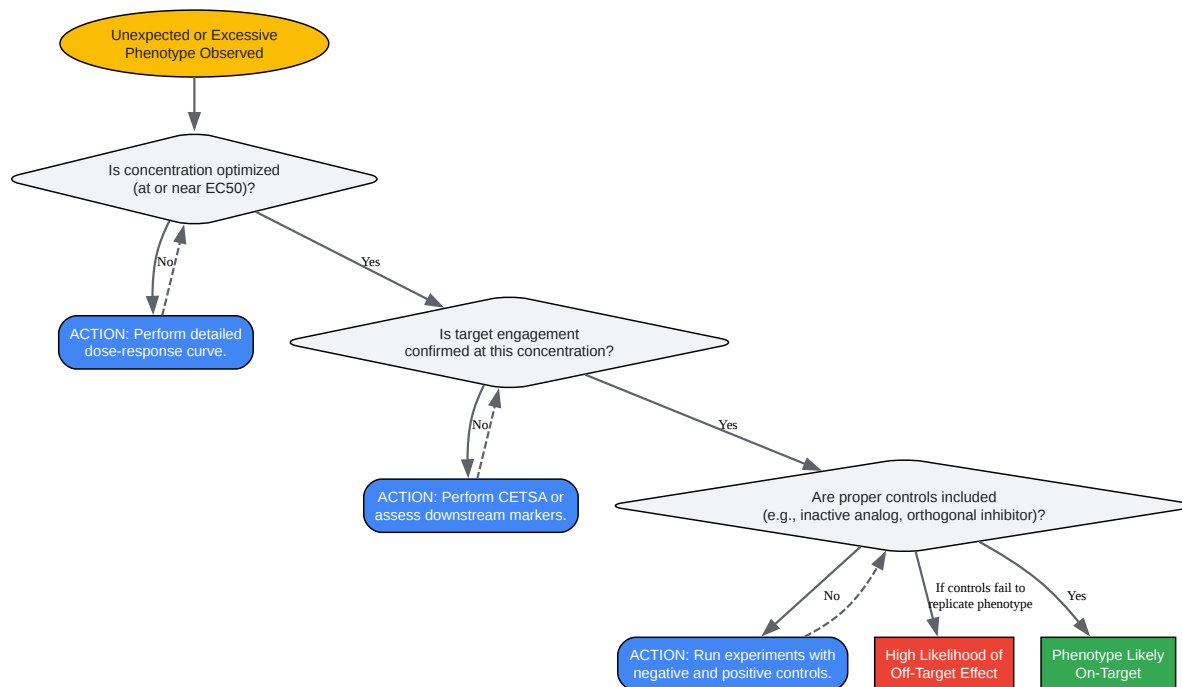 Unexpected or Excessive
Phenotype Observed
Is concentration optimized
(at or near EC50)?
No
Yes
ACTION: Perform detailed
dose-response curve.
Is target engagement
confirmed at this concentration?
No
Yes
ACTION: Perform CETSA or
assess downstream markers.
Are proper controls included
(e.g., inactive analog, orthogonal inhibitor)?
No
If controls fail to
replicate phenotype
Yes
ACTION: Run experiments with
negative and positive controls.
High Likelihood of
Off-Target Effect
Phenotype Likely
On-Target